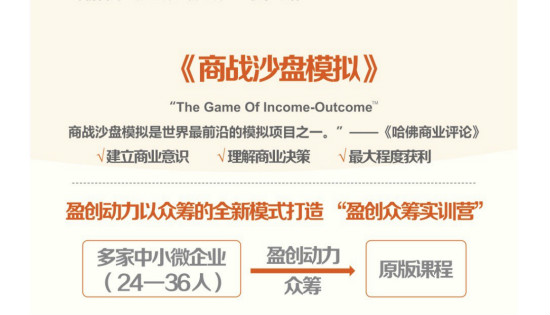 《商战沙盘模拟》
“The Game Of Income-Outcome™
商战沙盘模拟是世界最前沿的模拟项目之一。”——《哈佛商业评论》
√建立商业意识 √理解商业决策 √最大程度获利
盈创动力以众筹的全新模式打造 “盈创众筹实训营”
多家中小微企业
（24—36人）
盈创动力
众筹
原版课程